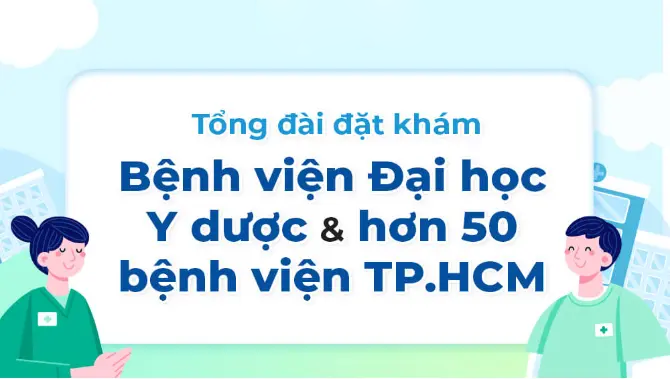 Tổng đài đặt khám
Bệnh viện Đại học
Y dược & hơn 50
bệnh viện TP.HCM